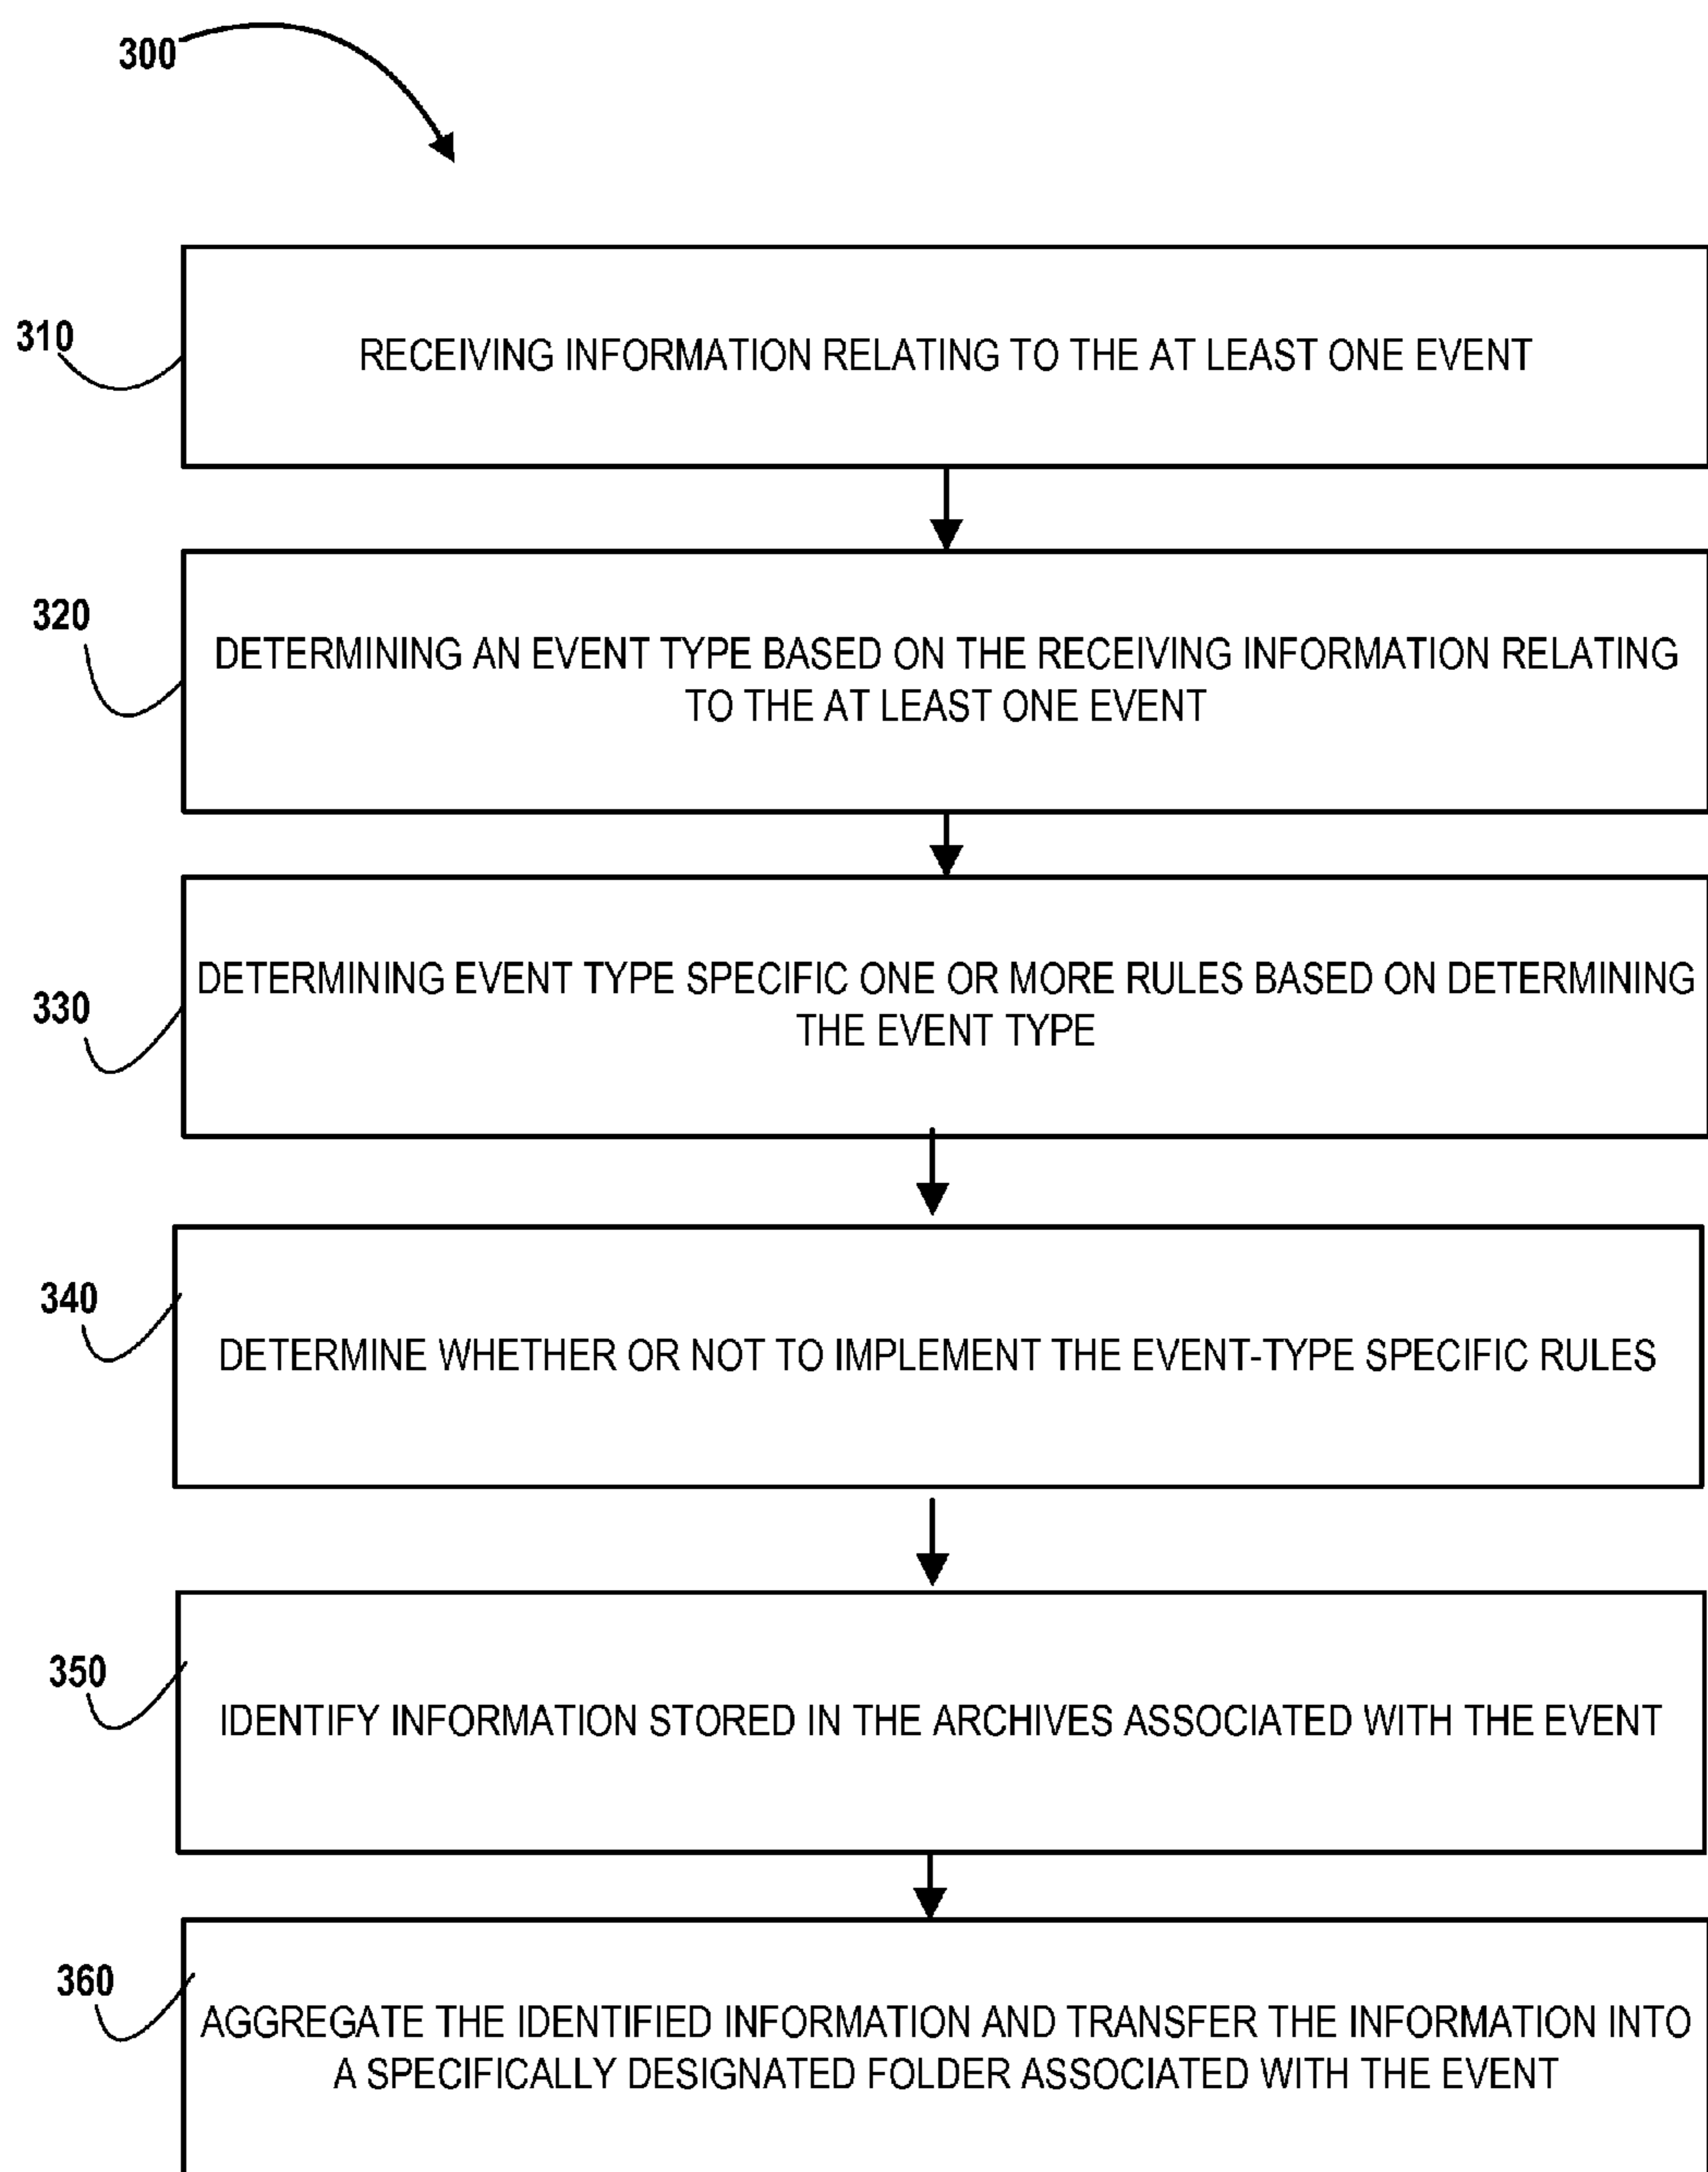 300
310
RECEIVING INFORMATION RELATING TO THE AT LEAST ONE EVENT
320
DETERMINING AN EVENT TYPE BASED ON THE RECEIVING INFORMATION RELATING
TO THE AT LEAST ONE EVENT
330
DETERMINING EVENT TYPE SPECIFIC ONE OR MORE RULES BASED ON DETERMINING
THE EVENT TYPE
340
DETERMINE WHETHER OR NOT TO IMPLEMENT THE EVENT-TYPE SPECIFIC RULES
350
IDENTIFY INFORMATION STORED IN THE ARCHIVES ASSOCIATED WITH THE EVENT
360
AGGREGATE THE IDENTIFIED INFORMATION AND TRANSFER THE INFORMATION INTO
A SPECIFICALLY DESIGNATED FOLDER ASSOCIATED WITH THE EVENT